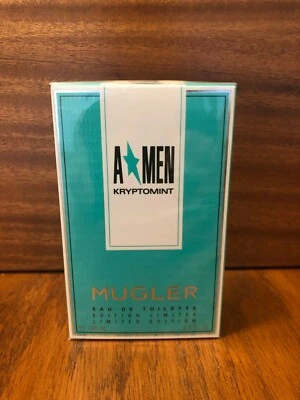 A★MEN
KRYPTOMINT
MUGLER
EAU DE TOILETTE
EDITION LIMITÉE
LIMITED EDITION